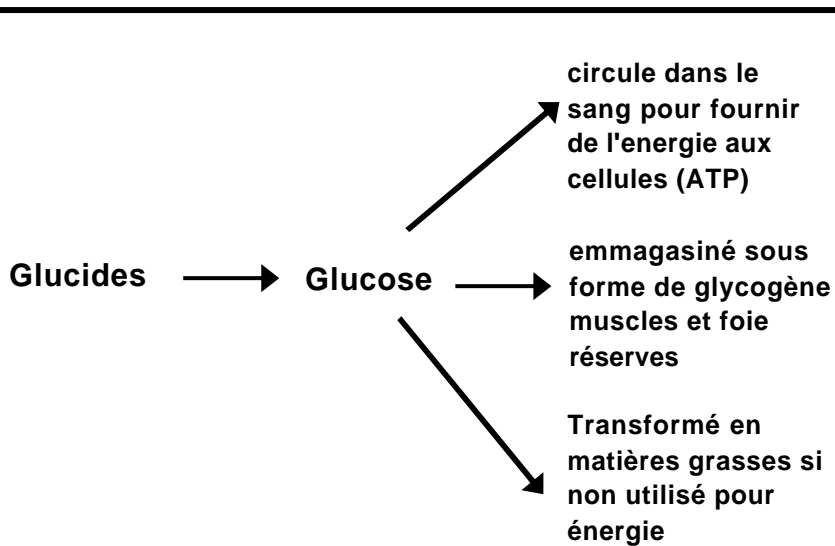 circule dans le
sang pour fournir
de l'energie aux
cellules (ATP)
Glucides
Glucose
emmagasiné sous
forme de glycogène
muscles et foie
réserves
Transformé en
matières grasses si
non utilisé pour
énergie